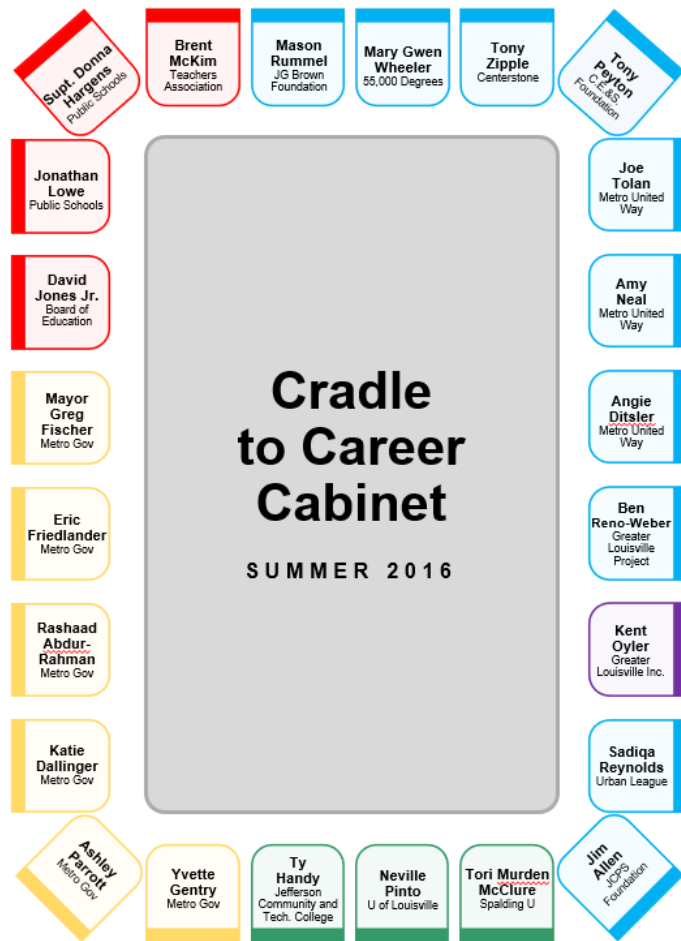 Supt. Donna
Hargens
Public Schools
Brent
McKim
Teachers
Association
Mason
Rummel
JG Brown
Foundation
Mary Gwen
Wheeler
55,000 Degrees
Tony
Zipple
Centerstone
Tony
Peyton
C.E.&S.
Foundation
Jonathan
Lowe
Public Schools
Joe
Tolan
Metro United
Way
David
Jones Jr.
Board of
Education
Amy
Neal
Metro United
Way
Mayor
Greg
Fischer
Metro Gov
Angie
Ditsler
Metro United
Way
Cradle
to Career
Cabinet
SUMMER 2016
Eric
Friedlander
Metro Gov
Ben
Reno-Weber
Greater
Louisville
Project
Rashaad
Abdur-
Rahman
Metro Gov
Kent
Oyler
Greater
Louisville Inc.
Katie
Dallinger
Metro Gov
Sadiqa
Reynolds
Urban League
Ashley
Parrott
Metro Gov
Yvette
Gentry
Metro Gov
Ty
Handy
Jefferson
Community and
Tech. College
Neville
Pinto
U of Louisville
Tori Murden
McClure
Spalding U
Jim
Allen
JCPS
Foundation